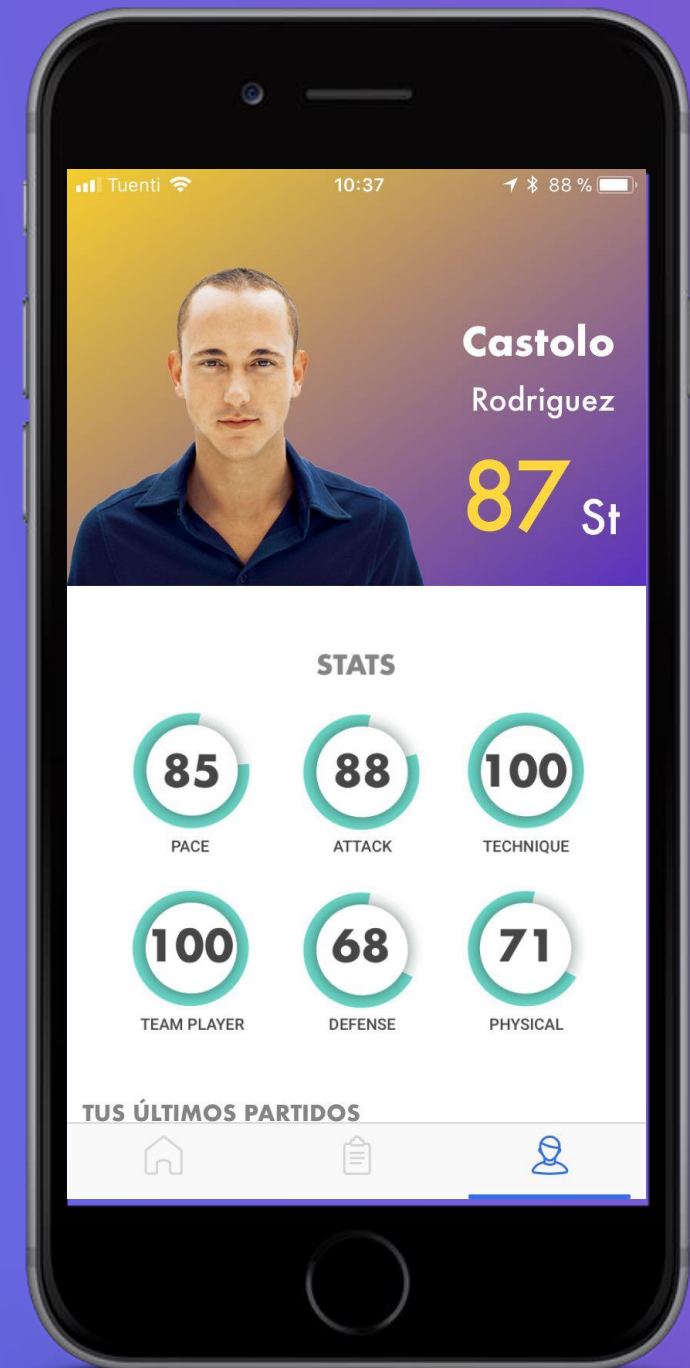 Tuenti 10:37 88 %
Castolo
Rodriguez
87 St
STATS
85 88 100
PACE ATTACK TECHNIQUE
100 68 71
TEAM PLAYER DEFENSE PHYSICAL
TUS ÚLTIMOS PARTIDOS